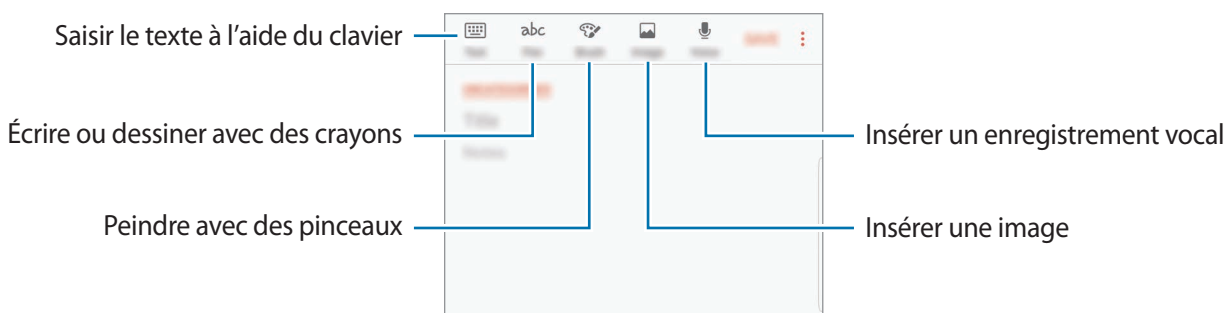 Saisir le texte à l'aide du clavier
abc
Écrire ou dessiner avec des crayons
Insérer un enregistrement vocal
Peindre avec des pinceaux
Insérer une image